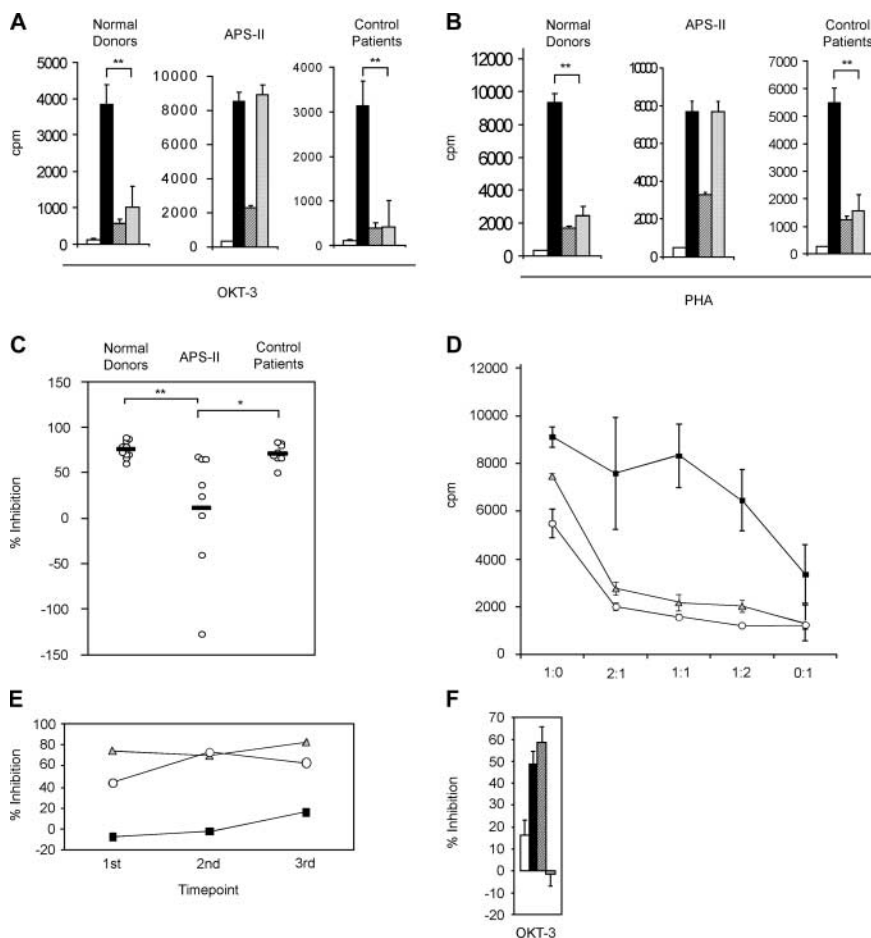 A
Normal
Donors
APS-II
Control
Patients
**
**
cpm
5000
4000
3000
2000
1000
0
10000
8000
6000
4000
2000
0
4000
3000
2000
1000
0
OKT-3
B
Normal
Donors
APS-II
Control
Patients
**
**
cpm
12000
10000
8000
6000
4000
2000
0
10000
8000
6000
4000
2000
0
7000
6000
5000
4000
3000
2000
1000
0
PHA
C
Normal
Donors
APS-II
Control
Patients
**
*
% Inhibition
150
100
50
0
-50
-100
-150
D
cpm
12000
10000
8000
6000
4000
2000
0
1:0
2:1
1:1
1:2
0:1
E
% Inhibition
100
80
60
40
20
0
-20
1st
2nd
3rd
Timepoint
F
% Inhibition
70
60
50
40
30
20
10
0
-10
-20
OKT-3